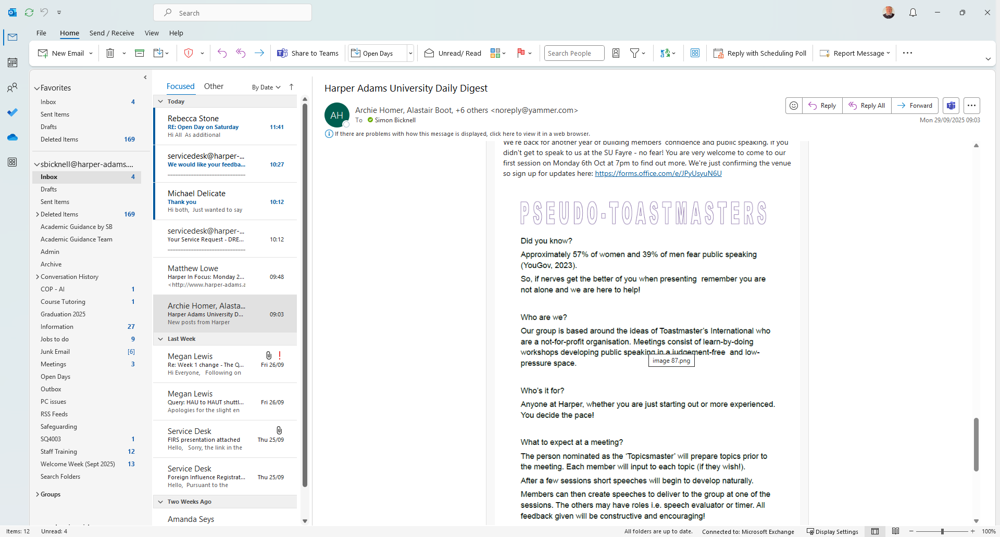 Search
File Home Send / Receive View Help
New Email Share to Teams Open Days Unread/ Read Search People Reply with Scheduling Poll Report Message
Favorites
Inbox 4
Sent Items
Drafts
Deleted Items 169
sbicknell@harper-adams....
Inbox 4
Drafts
Sent Items
Deleted Items 169
Academic Guidance by SB
Academic Guidance Team
Admin
Archive
Conversation History
COP - AI 1
Course Tutoring 1
Graduation 2025
Information 27
Jobs to do 9
Junk Email [6]
Meetings 3
Open Days
Outbox
PC issues
RSS Feeds
Safeguarding
SQ4003 1
Staff Training 12
Welcome Week (Sept 2025) 13
Search Folders
Groups
Focused Other By Date
Today
Rebecca Stone
RE: Open Day on Saturday 11:41
Hi All As additional
servicedesk@harper-...
We would like your feedba... 10:27
Michael Delicate
Thank you 10:12
Hi both, Just wanted to say
servicedesk@harper-...
Your Service Request - DRE... 10:12
Matthew Lowe
Harper In Focus: Monday 2... 09:48
<http://www.harper-adams.a
Archie Homer, Alasta...
Harper Adams University D... 09:03
New posts from Harper
Last Week
Megan Lewis
Re: Week 1 change - The Q... Fri 26/09
Hi Everyone, Following on
Megan Lewis
Query: HAU to HAUT shuttl... Fri 26/09
Apologies for the slight en
Service Desk
FIRS presentation attached Thu 25/09
Hello, Sorry, the link in the
Service Desk
Foreign Influence Registrat... Thu 25/09
Hello, Pursuant to the
Two Weeks Ago
Amanda Seys
Harper Adams University Daily Digest
AH
Archie Homer, Alastair Boot, +6 others <noreply@yammer.com>
To Simon Bicknell
Reply Reply All Forward
Mon 29/09/2025 09:03
If there are problems with how this message is displayed, click here to view it in a web browser.
We're back for another year of building members' confidence and public speaking. If you
didn't get to speak to us at the SU Fayre - no fear! You are very welcome to come to our
first session on Monday 6th Oct at 7pm to find out more. We're just confirming the venue
so sign up for updates here: https://forms.office.com/e/JPyUsyuN6U
PSEUDO-TOASTMASTERS
Did you know?
Approximately 57% of women and 39% of men fear public speaking
(YouGov, 2023).
So, if nerves get the better of you when presenting remember you are
not alone and we are here to help!
Who are we?
Our group is based around the ideas of Toastmaster's International who
are a not-for-profit organisation. Meetings consist of learn-by-doing
workshops developing public speaking in a judgement-free and low-
pressure space.
image 87.png
Who's it for?
Anyone at Harper, whether you are just starting out or more experienced.
You decide the pace!
What to expect at a meeting?
The person nominated as the 'Topicsmaster' will prepare topics prior to
the meeting. Each member will input to each topic (if they wish!).
After a few sessions short speeches will begin to develop naturally.
Members can then create speeches to deliver to the group at one of the
sessions. The others may have roles i.e. speech evaluator or timer. All
feedback given will be constructive and encouraging!
Items: 12 Unread: 4
All folders are up to date. Connected to: Microsoft Exchange Display Settings 100%